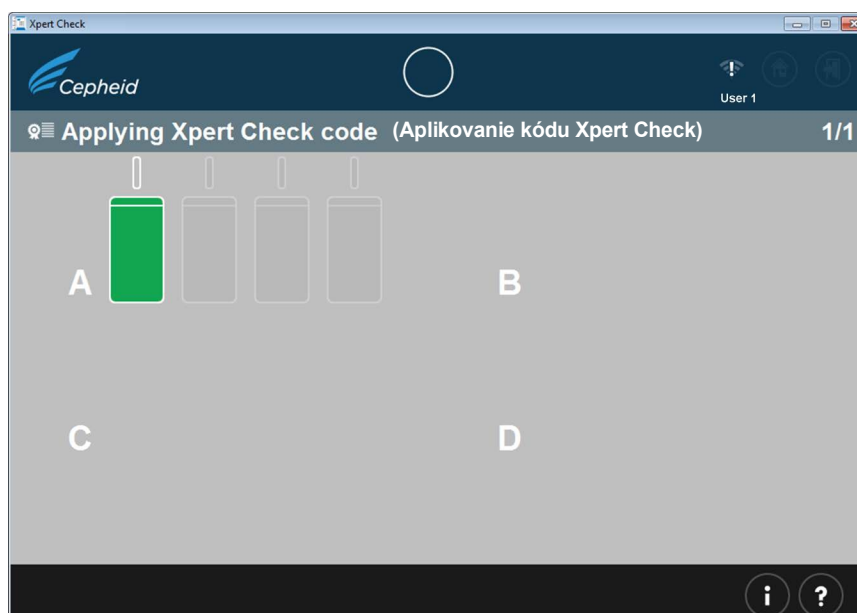 Xpert Check
Cepheid
User 1
Applying Xpert Check code (Aplikovanie kódu Xpert Check) 1/1
A B
C D
i ?